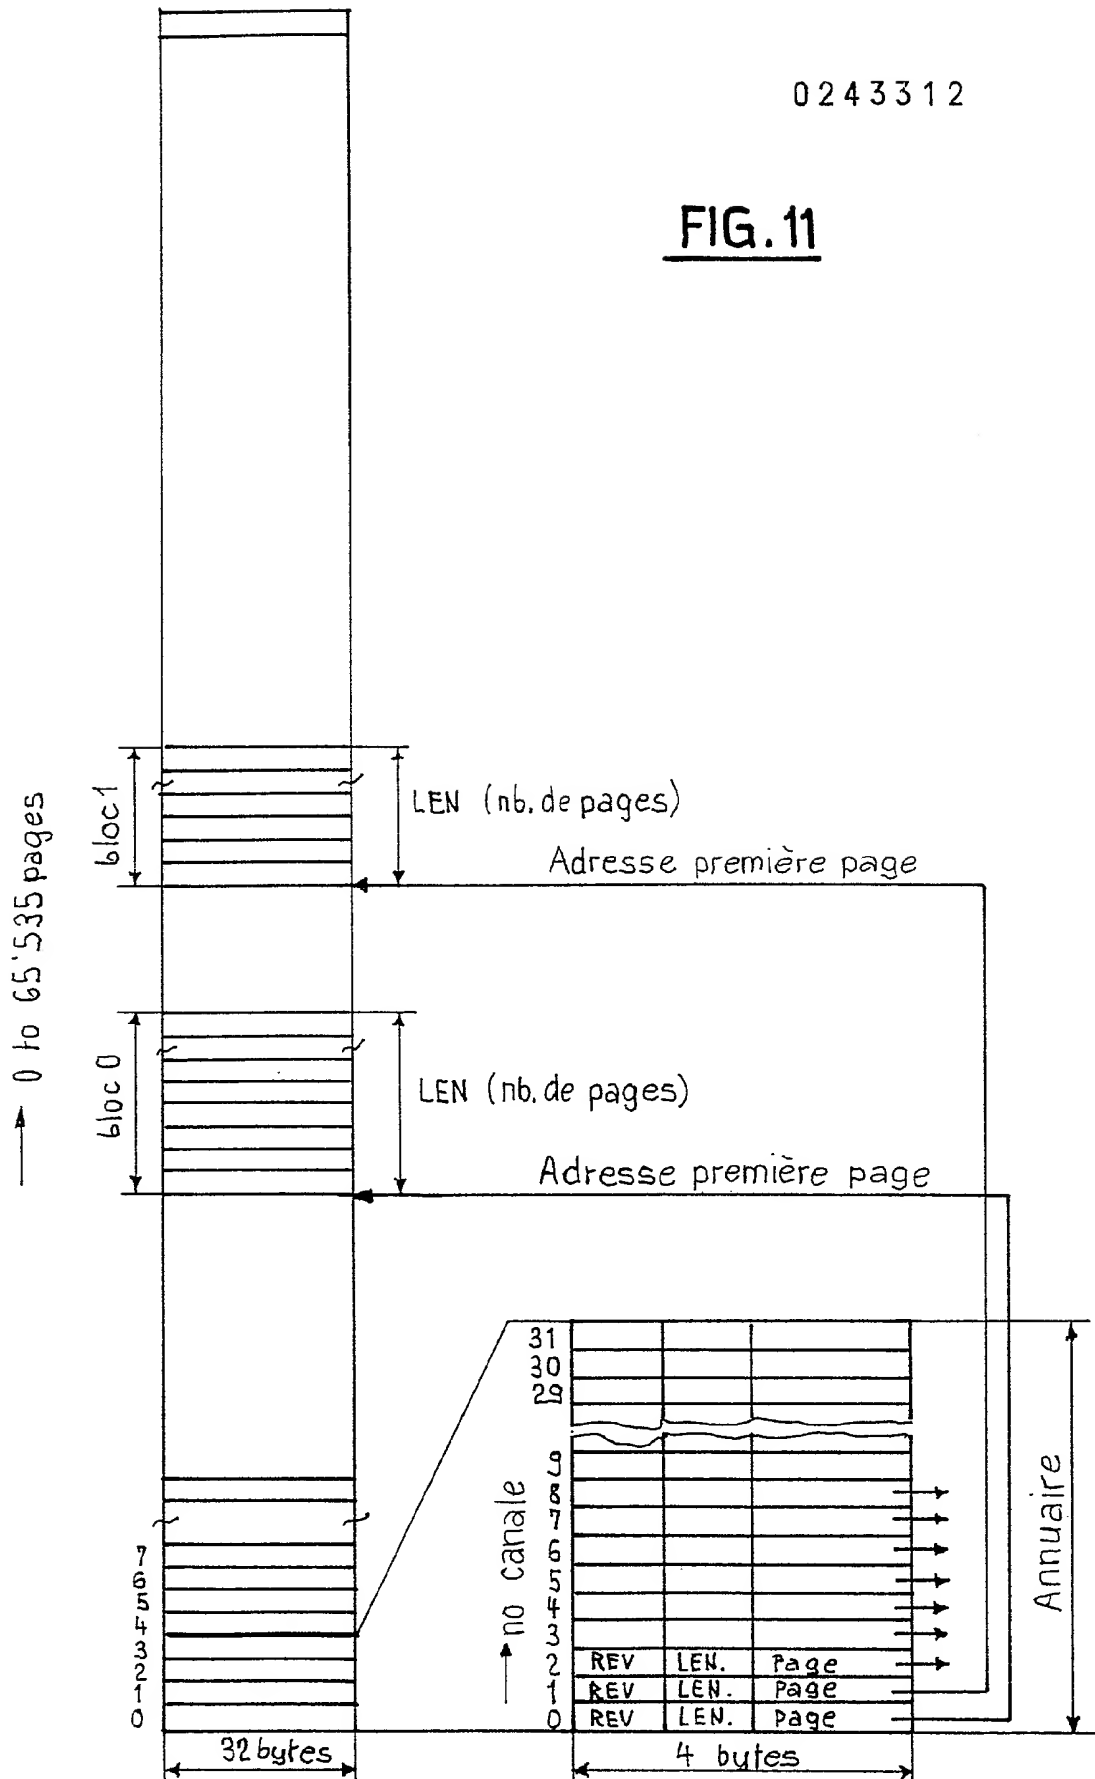 0243312
FIG. 11
0 to 65'535 pages
bloc 1
LEN (nb. de pages)
Adresse première page
bloc 0
LEN (nb. de pages)
Adresse première page
31
30
29
9
8
7
6
5
4
3
2 REV LEN. Page
1 REV LEN. Page
0 REV LEN. Page
no canale
Annuaire
7
6
5
4
3
2
1
0
32 bytes
4 bytes